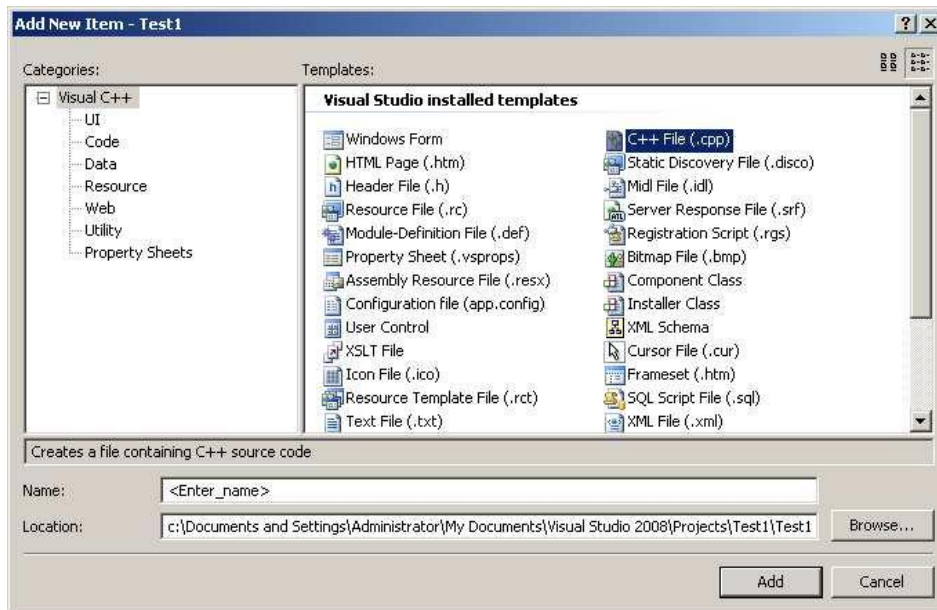 Add New Item - Test1
Categories:
Templates:
Visual C++
UI
Code
Data
Resource
Web
Utility
Property Sheets
Visual Studio installed templates
Windows Form
HTML Page (.htm)
Header File (.h)
Resource File (.rc)
Module-Definition File (.def)
Property Sheet (.vsprops)
Assembly Resource File (.resx)
Configuration file (app.config)
User Control
XSLT File
Icon File (.ico)
Resource Template File (.rct)
Text File (.txt)
C++ File (.cpp)
Static Discovery File (.disco)
Midl File (.idl)
Server Response File (.srf)
Registration Script (.rgs)
Bitmap File (.bmp)
Component Class
Installer Class
XML Schema
Cursor File (.cur)
Frameset (.htm)
SQL Script File (.sql)
XML File (.xml)
Creates a file containing C++ source code
Name:
<Enter_name>
Location:
c:\Documents and Settings\Administrator\My Documents\Visual Studio 2008\Projects\Test1\Test1
Browse...
Add
Cancel